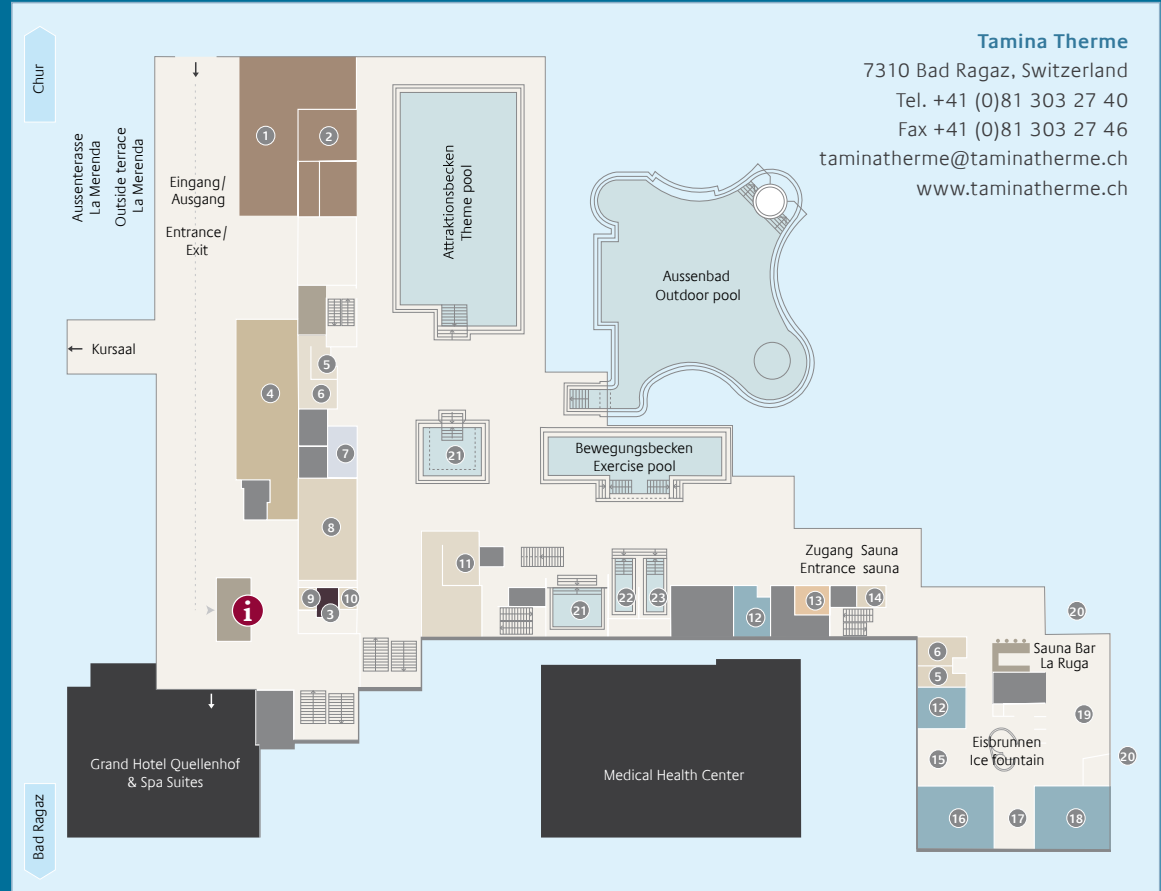 Tamina Therme
7310 Bad Ragaz, Switzerland
Tel. +41 (0)81 303 27 40
Fax +41 (0)81 303 27 46
taminatherme@taminatherme.ch
www.taminatherme.ch
Chur
Aussenterasse
La Merenda
Outside terrace
La Merenda
Eingang/
Ausgang
Entrance/
Exit
1
2
Attraktionsbecken
Theme pool
Aussenbad
Outdoor pool
Kursaal
5
4
6
7
21
Bewegungsbecken
Exercise pool
8
11
Zugang Sauna
Entrance sauna
i
9
10
3
21
22
23
12
13
14
20
6
Sauna Bar
La Ruga
5
12
19
Eisbrunnen
Ice fountain
15
20
16
17
18
Grand Hotel Quellenhof
& Spa Suites
Medical Health Center
Bad Ragaz